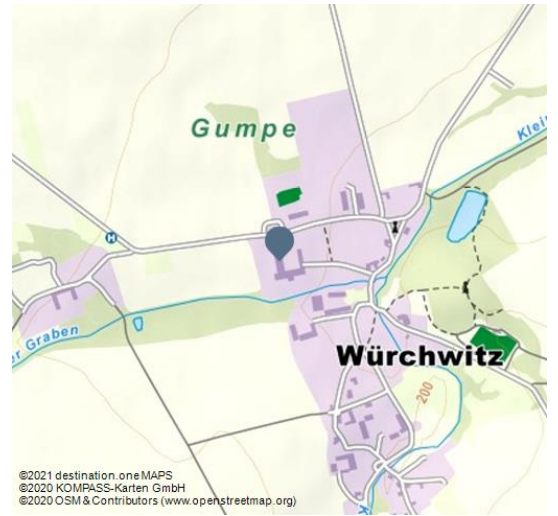 Gumpe
Klei
H
er Graben
Würchwitz
200
K
©2021 destination.one MAPS
©2020 KOMPASS-Karten GmbH
©2020 OSM & Contributors (www.openstreetmap.org)